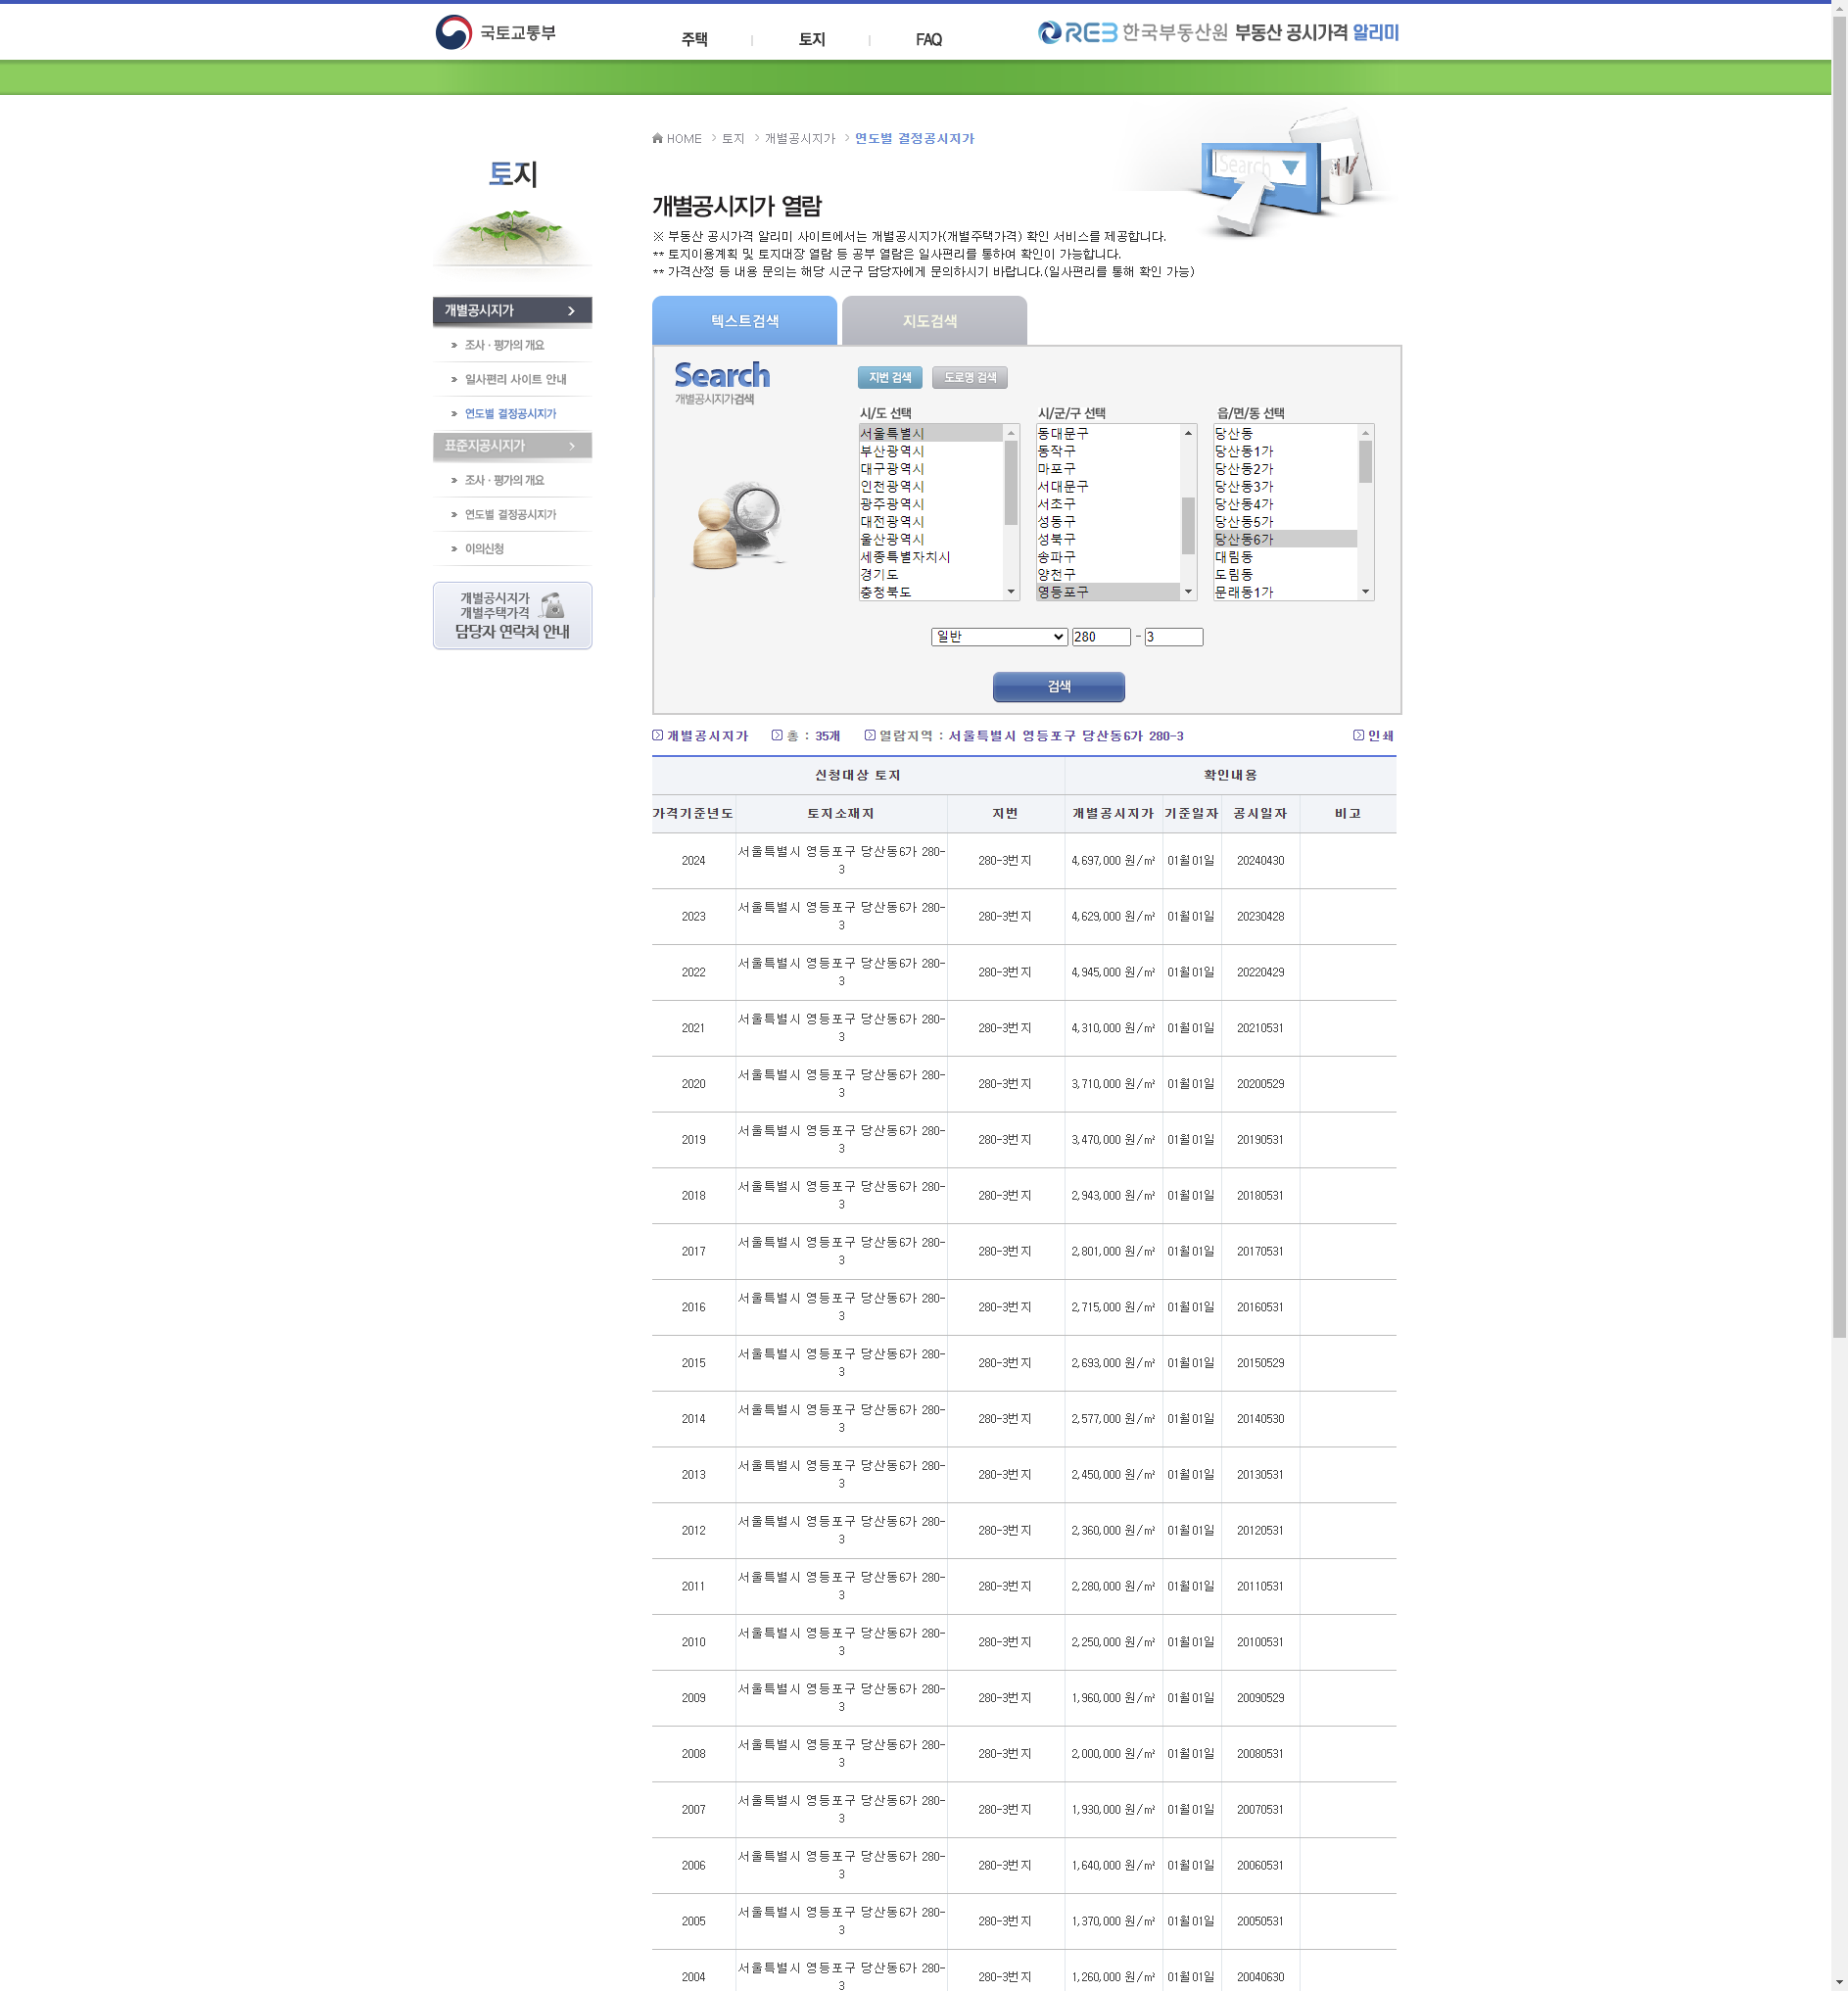 국토교통부
주택
토지
FAQ
REB 한국부동산원 부동산 공시가격 알리미
HOME > 토지 > 개별공시지가 > 연도별 결정공시지가
Search
토지
개별공시지가 열람
※ 부동산 공시가격 알리미 사이트에서는 개별공시지가(개별주택가격) 확인 서비스를 제공합니다.
** 토지이용계획 및 토지대장 열람 등 공부 열람은 일사편리를 통하여 확인이 가능합니다.
** 가격산정 등 내용 문의는 해당 시군구 담당자에게 문의하시기 바랍니다.(일사편리를 통해 확인 가능)
개별공시지가
조사ㆍ평가의 개요
일사편리 사이트 안내
연도별 결정공시지가
표준지공시지가
조사ㆍ평가의 개요
연도별 결정공시지가
이의신청
개별공시지가
개별주택가격
담당자 연락처 안내
텍스트검색
지도검색
Search
개별공시지가검색
지번 검색
도로명 검색
시/도 선택
서울특별시
부산광역시
대구광역시
인천광역시
광주광역시
대전광역시
울산광역시
세종특별자치시
경기도
충청북도
시/군/구 선택
동대문구
동작구
마포구
서대문구
서초구
성동구
성북구
송파구
양천구
영등포구
읍/면/동 선택
당산동
당산동1가
당산동2가
당산동3가
당산동4가
당산동5가
당산동6가
대림동
도림동
문래동1가
일반 280 - 3
검색
개별공시지가 총 : 35개 열람지역 : 서울특별시 영등포구 당산동6가 280-3 인쇄
신청대상 토지 확인내용
가격기준년도 토지소재지 지번 개별공시지가 기준일자 공시일자 비고
2024 서울특별시 영등포구 당산동6가 280-3 280-3번지 4,697,000 원/㎡ 01월01일 20240430
2023 서울특별시 영등포구 당산동6가 280-3 280-3번지 4,629,000 원/㎡ 01월01일 20230428
2022 서울특별시 영등포구 당산동6가 280-3 280-3번지 4,945,000 원/㎡ 01월01일 20220429
2021 서울특별시 영등포구 당산동6가 280-3 280-3번지 4,310,000 원/㎡ 01월01일 20210531
2020 서울특별시 영등포구 당산동6가 280-3 280-3번지 3,710,000 원/㎡ 01월01일 20200529
2019 서울특별시 영등포구 당산동6가 280-3 280-3번지 3,470,000 원/㎡ 01월01일 20190531
2018 서울특별시 영등포구 당산동6가 280-3 280-3번지 2,943,000 원/㎡ 01월01일 20180531
2017 서울특별시 영등포구 당산동6가 280-3 280-3번지 2,801,000 원/㎡ 01월01일 20170531
2016 서울특별시 영등포구 당산동6가 280-3 280-3번지 2,715,000 원/㎡ 01월01일 20160531
2015 서울특별시 영등포구 당산동6가 280-3 280-3번지 2,693,000 원/㎡ 01월01일 20150529
2014 서울특별시 영등포구 당산동6가 280-3 280-3번지 2,577,000 원/㎡ 01월01일 20140530
2013 서울특별시 영등포구 당산동6가 280-3 280-3번지 2,450,000 원/㎡ 01월01일 20130531
2012 서울특별시 영등포구 당산동6가 280-3 280-3번지 2,360,000 원/㎡ 01월01일 20120531
2011 서울특별시 영등포구 당산동6가 280-3 280-3번지 2,280,000 원/㎡ 01월01일 20110531
2010 서울특별시 영등포구 당산동6가 280-3 280-3번지 2,250,000 원/㎡ 01월01일 20100531
2009 서울특별시 영등포구 당산동6가 280-3 280-3번지 1,960,000 원/㎡ 01월01일 20090529
2008 서울특별시 영등포구 당산동6가 280-3 280-3번지 2,000,000 원/㎡ 01월01일 20080531
2007 서울특별시 영등포구 당산동6가 280-3 280-3번지 1,930,000 원/㎡ 01월01일 20070531
2006 서울특별시 영등포구 당산동6가 280-3 280-3번지 1,640,000 원/㎡ 01월01일 20060531
2005 서울특별시 영등포구 당산동6가 280-3 280-3번지 1,370,000 원/㎡ 01월01일 20050531
2004 서울특별시 영등포구 당산동6가 280-3 280-3번지 1,260,000 원/㎡ 01월01일 20040630